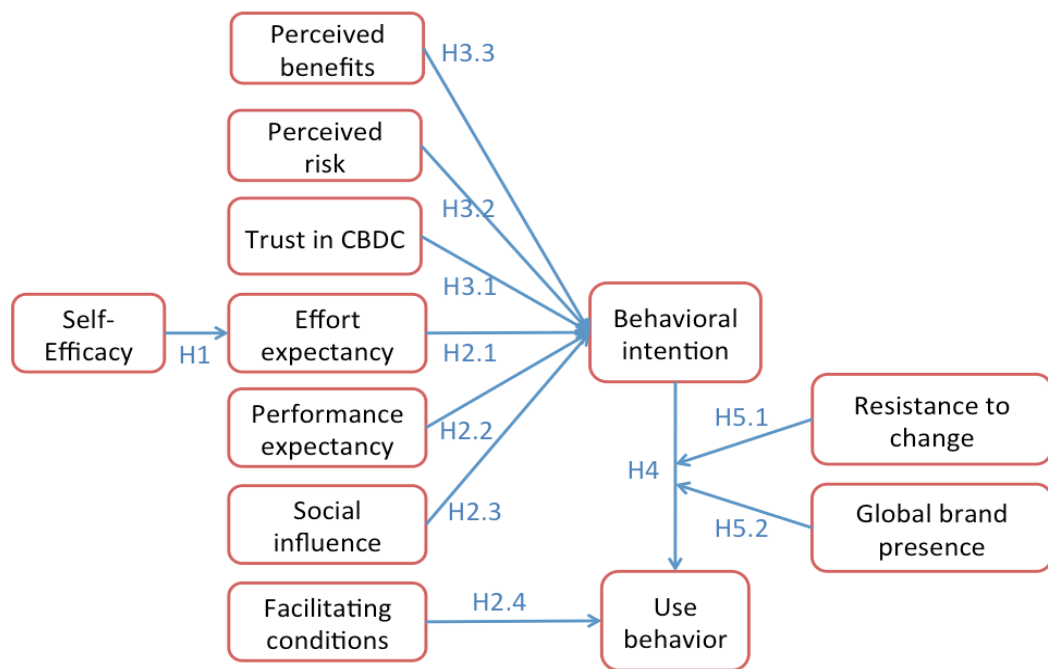 Perceived
benefits
H3.3
Perceived
risk
H3.2
Trust in CBDC
H3.1
Self-
Efficacy
H1
Effort
expectancy
H2.1
Behavioral
intention
Performance
expectancy
H2.2
Resistance to
change
H5.1
H4
Social
influence
H2.3
Global brand
presence
H5.2
Facilitating
conditions
H2.4
Use
behavior